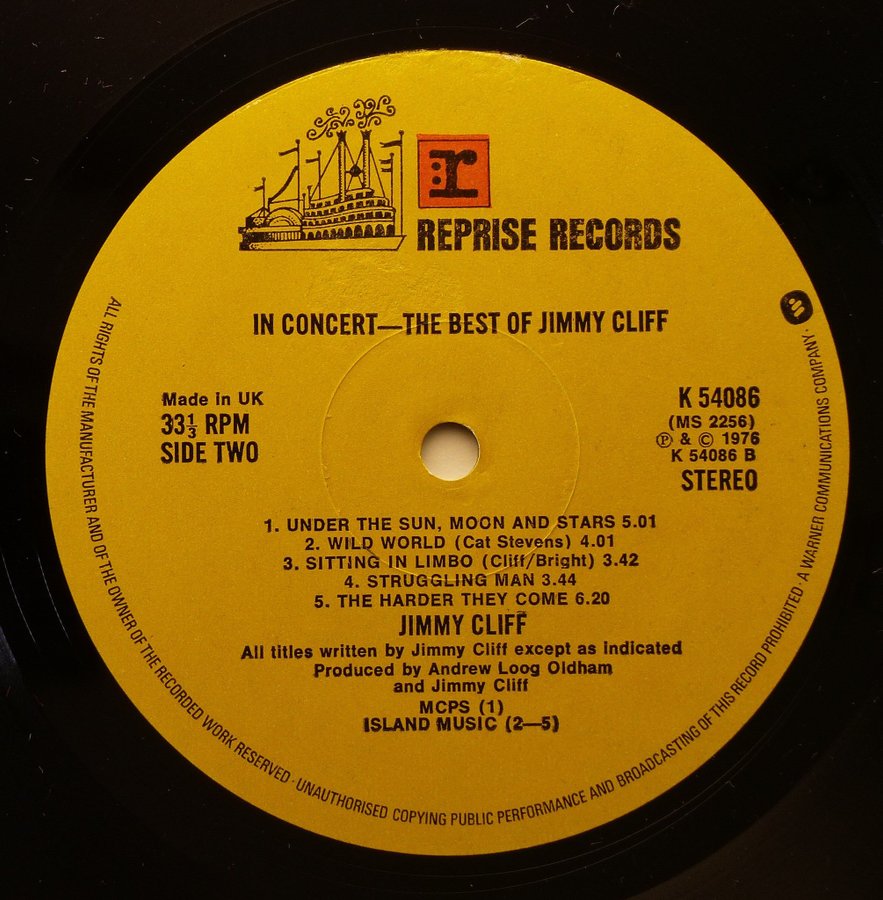 r
REPRISE RECORDS
IN CONCERT—THE BEST OF JIMMY CLIFF
Made in UK
33⅓ RPM
SIDE TWO
K 54086
(MS 2256)
Ⓟ & © 1976
K 54086 B
STEREO
1. UNDER THE SUN, MOON AND STARS 5.01
2. WILD WORLD (Cat Stevens) 4.01
3. SITTING IN LIMBO (Cliff/Bright) 3.42
4. STRUGGLING MAN 3.44
5. THE HARDER THEY COME 6.20
JIMMY CLIFF
All titles written by Jimmy Cliff except as indicated
Produced by Andrew Loog Oldham
and Jimmy Cliff
MCPS (1)
ISLAND MUSIC (2—5)
ALL RIGHTS OF THE MANUFACTURER AND OF THE OWNER OF THE RECORDED WORK RESERVED · UNAUTHORISED COPYING PUBLIC PERFORMANCE AND BROADCASTING OF THIS RECORD PROHIBITED · A WARNER COMMUNICATIONS COMPANY ·